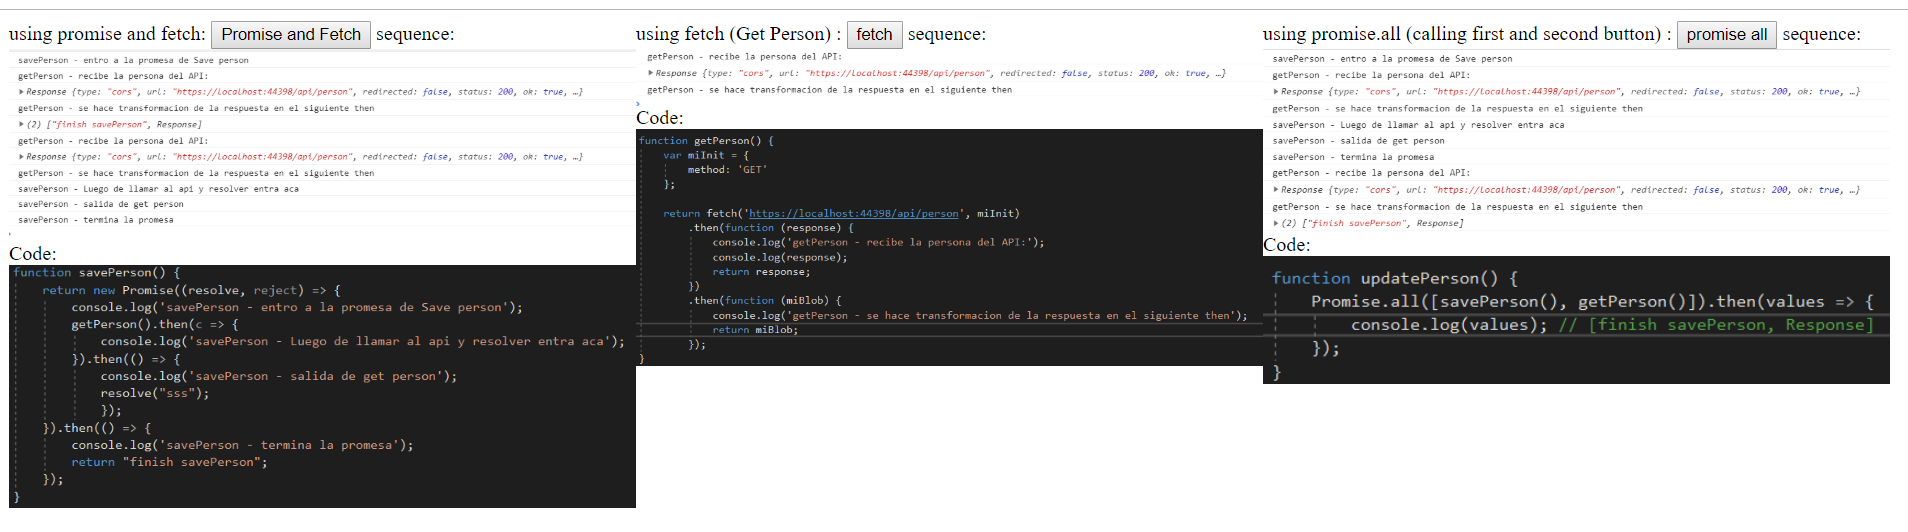 using promise and fetch: Promise and Fetch sequence:
savePerson - entro a la promesa de Save person
getPerson - recibe la persona del API:
▶Response {type: "cors", url: "https://localhost:44398/api/person", redirected: false, status: 200, ok: true, …}
getPerson - se hace transformacion de la respuesta en el siguiente then
▶(2) ["finish savePerson", Response]
getPerson - recibe la persona del API:
▶Response {type: "cors", url: "https://localhost:44398/api/person", redirected: false, status: 200, ok: true, …}
getPerson - se hace transformacion de la respuesta en el siguiente then
savePerson - Luego de llamar al api y resolver entra aca
savePerson - salida de get person
savePerson - termina la promesa
Code:
function savePerson() {
return new Promise((resolve, reject) => {
console.log('savePerson - entro a la promesa de Save person');
getPerson().then(c => {
console.log('savePerson - Luego de llamar al api y resolver entra aca');
}).then(() => {
console.log('savePerson - salida de get person');
resolve("sss");
});
}).then(() => {
console.log('savePerson - termina la promesa');
return "finish savePerson";
});
}
using fetch (Get Person) : fetch sequence:
getPerson - recibe la persona del API:
▶Response {type: "cors", url: "https://localhost:44398/api/person", redirected: false, status: 200, ok: true, …}
getPerson - se hace transformacion de la respuesta en el siguiente then
Code:
function getPerson() {
var miInit = {
method: 'GET'
};
return fetch('https://localhost:44398/api/person', miInit)
.then(function (response) {
console.log('getPerson - recibe la persona del API:');
console.log(response);
return response;
})
.then(function (miBlob) {
console.log('getPerson - se hace transformacion de la respuesta en el siguiente then');
return miBlob;
});
}
using promise.all (calling first and second button) : promise all sequence:
savePerson - entro a la promesa de Save person
getPerson - recibe la persona del API:
▶Response {type: "cors", url: "https://localhost:44398/api/person", redirected: false, status: 200, ok: true, …}
getPerson - se hace transformacion de la respuesta en el siguiente then
savePerson - Luego de llamar al api y resolver entra aca
savePerson - salida de get person
savePerson - termina la promesa
getPerson - recibe la persona del API:
▶Response {type: "cors", url: "https://localhost:44398/api/person", redirected: false, status: 200, ok: true, …}
getPerson - se hace transformacion de la respuesta en el siguiente then
▶(2) ["finish savePerson", Response]
Code:
function updatePerson() {
Promise.all([savePerson(), getPerson()]).then(values => {
console.log(values); // [finish savePerson, Response]
});
}